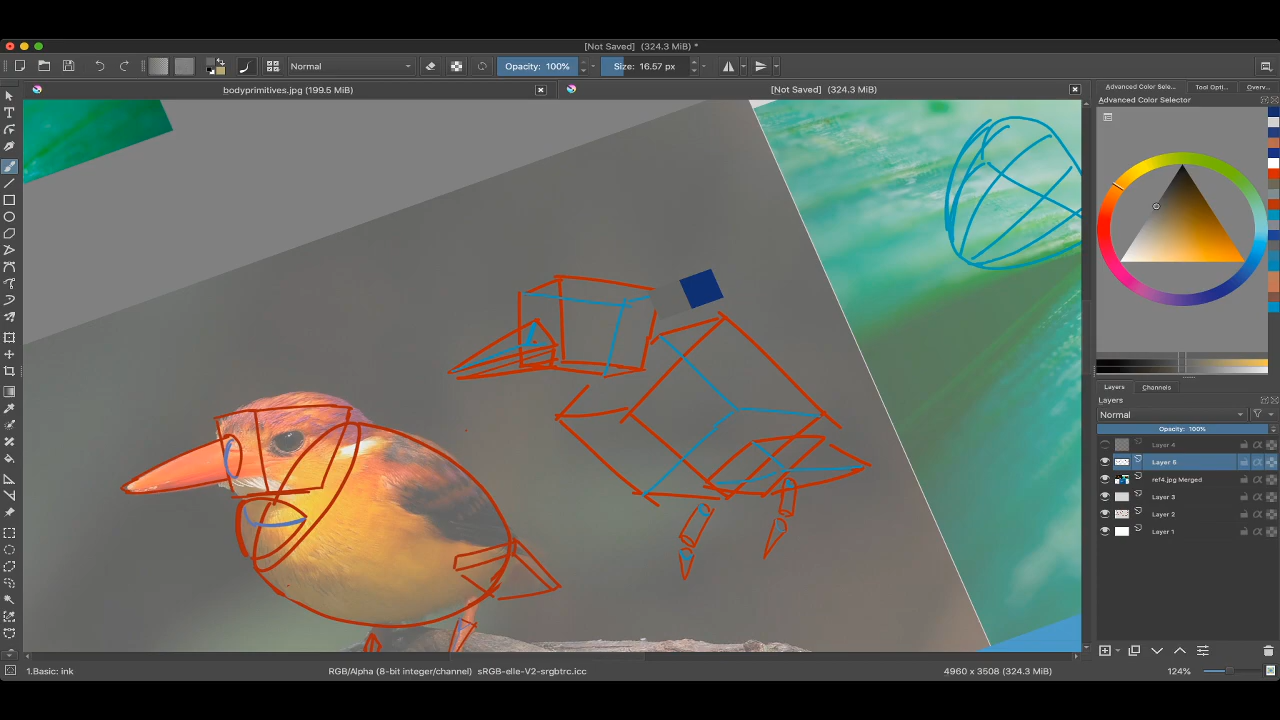 [Not Saved] (324.3 MiB) *
Normal
Opacity: 100%
Size: 16.57 px
bodyprimitives.jpg (199.5 MiB)
[Not Saved] (324.3 MiB)
Advanced Color Sele...
Tool Opti...
Overv...
Advanced Color Selector
Layers
Channels
Layers
Normal
Opacity: 100%
Layer 4
Layer 5
ref4.jpg Merged
Layer 3
Layer 2
Layer 1
1.Basic: ink
RGB/Alpha (8-bit integer/channel) sRGB-elle-V2-srgbtrc.icc
4960 x 3508 (324.3 MiB)
124%